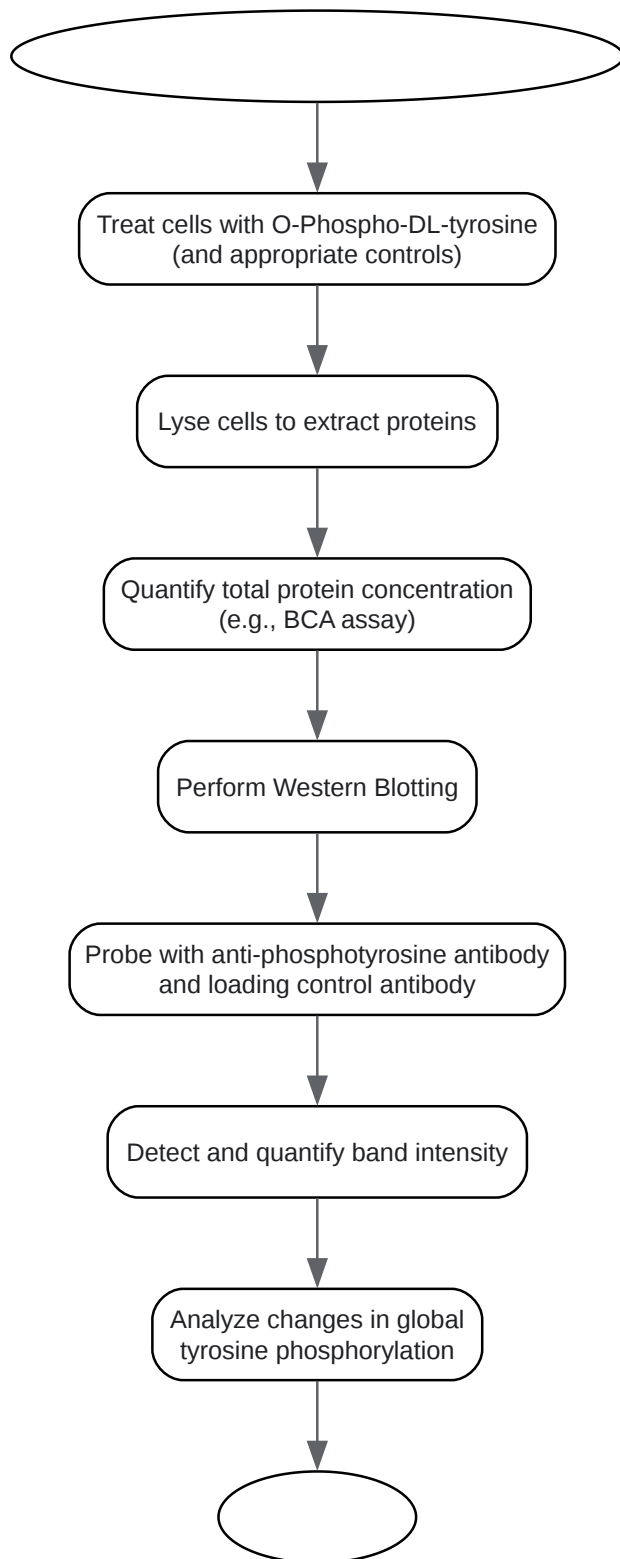 Treat cells with O-Phospho-DL-tyrosine
(and appropriate controls)
Lyse cells to extract proteins
Quantify total protein concentration
(e.g., BCA assay)
Perform Western Blotting
Probe with anti-phosphotyrosine antibody
and loading control antibody
Detect and quantify band intensity
Analyze changes in global
tyrosine phosphorylation